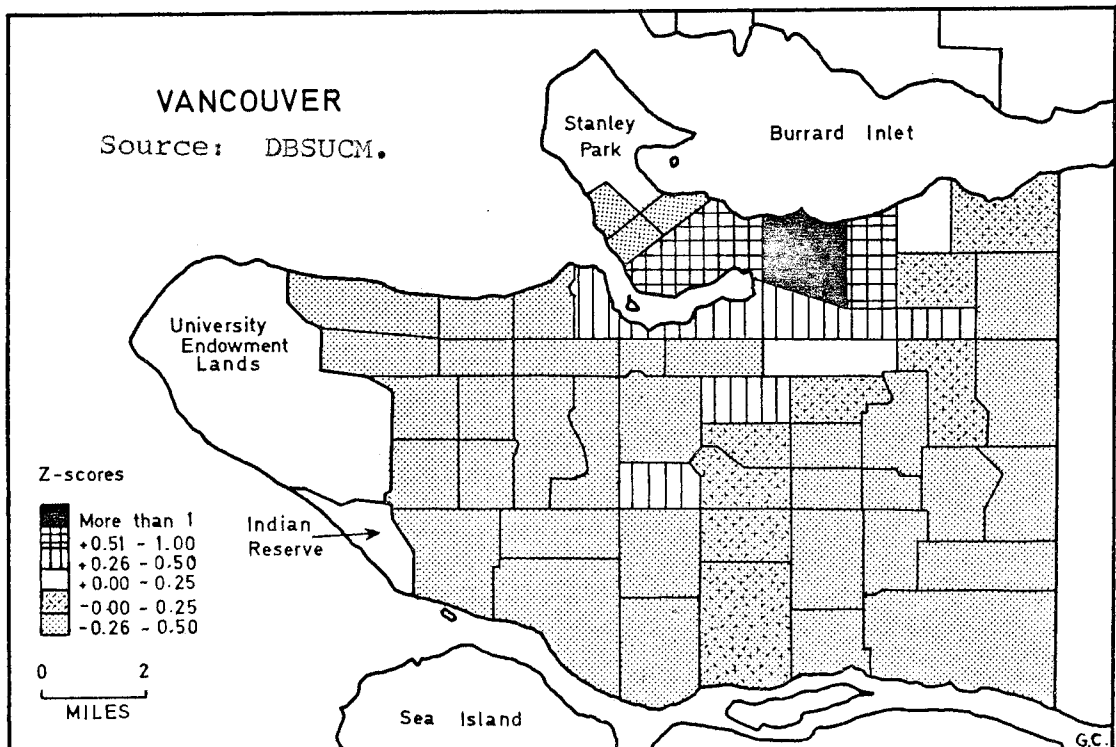 VANCOUVER
Source: DBSUCM.
Stanley
Park
Burrard Inlet
University
Endowment
Lands
Z-scores
More than 1
+0.51 - 1.00
+0.26 - 0.50
+0.00 - 0.25
-0.00 - 0.25
-0.26 - 0.50
Indian
Reserve
0 2
MILES
Sea Island
G.C.